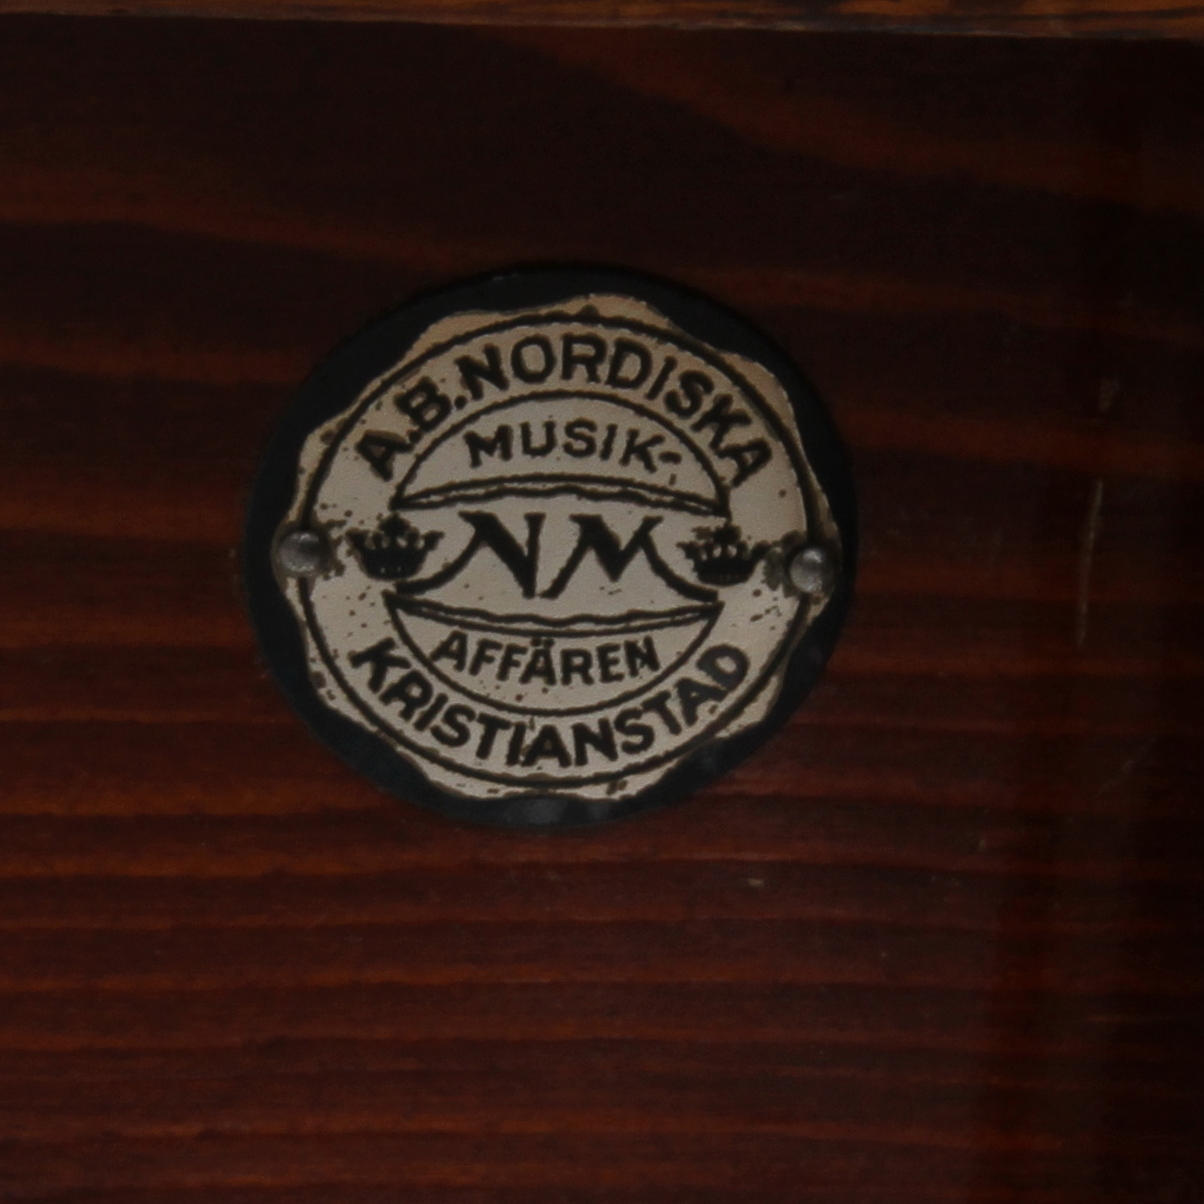 A.B. NORDISKA
MUSIK-
NM
AFFÄREN
KRISTIANSTAD